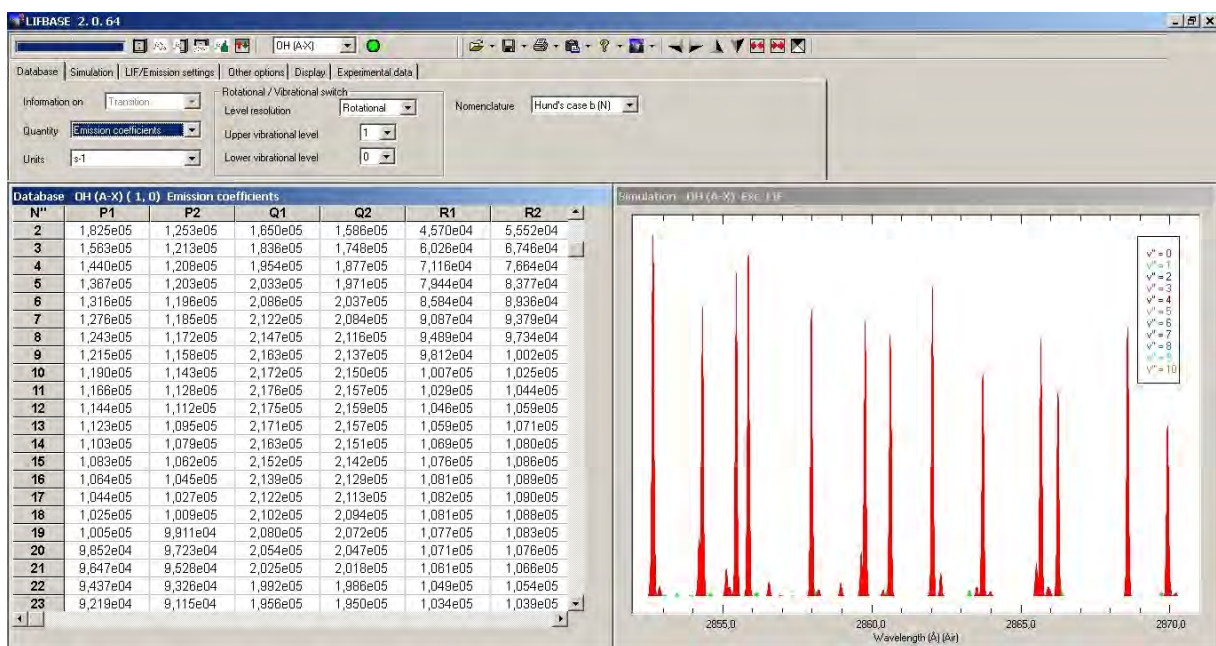 LIFBASE 2.0.64
OH (A-X)
Database Simulation LIF/Emission settings Other options Display Experimental data
Information on Transition
Rotational / Vibrational switch
Level resolution Rotational
Nomenclature Hund's case b (N)
Quantity Emission coefficients
Upper vibrational level 1
Units s-1
Lower vibrational level 0
Database OH (A-X) ( 1, 0) Emission coefficients
N" P1 P2 Q1 Q2 R1 R2
2 1,825e05 1,253e05 1,650e05 1,586e05 4,570e04 5,552e04
3 1,563e05 1,213e05 1,836e05 1,748e05 6,026e04 6,746e04
4 1,440e05 1,208e05 1,954e05 1,877e05 7,116e04 7,664e04
5 1,367e05 1,203e05 2,033e05 1,971e05 7,944e04 8,377e04
6 1,316e05 1,196e05 2,086e05 2,037e05 8,584e04 8,936e04
7 1,276e05 1,185e05 2,122e05 2,084e05 9,087e04 9,379e04
8 1,243e05 1,172e05 2,147e05 2,116e05 9,489e04 9,734e04
9 1,215e05 1,158e05 2,163e05 2,137e05 9,812e04 1,002e05
10 1,190e05 1,143e05 2,172e05 2,150e05 1,007e05 1,025e05
11 1,166e05 1,128e05 2,176e05 2,157e05 1,029e05 1,044e05
12 1,144e05 1,112e05 2,175e05 2,159e05 1,046e05 1,059e05
13 1,123e05 1,095e05 2,171e05 2,157e05 1,059e05 1,071e05
14 1,103e05 1,079e05 2,163e05 2,151e05 1,069e05 1,080e05
15 1,083e05 1,062e05 2,152e05 2,142e05 1,076e05 1,086e05
16 1,064e05 1,045e05 2,139e05 2,129e05 1,081e05 1,089e05
17 1,044e05 1,027e05 2,122e05 2,113e05 1,082e05 1,090e05
18 1,025e05 1,009e05 2,102e05 2,094e05 1,081e05 1,088e05
19 1,005e05 9,911e04 2,080e05 2,072e05 1,077e05 1,083e05
20 9,852e04 9,723e04 2,054e05 2,047e05 1,071e05 1,076e05
21 9,647e04 9,528e04 2,025e05 2,018e05 1,061e05 1,066e05
22 9,437e04 9,326e04 1,992e05 1,986e05 1,049e05 1,054e05
23 9,219e04 9,115e04 1,956e05 1,950e05 1,034e05 1,039e05
Simulation OH (A-X) Exc. LIF
v" = 0
v" = 1
v" = 2
v" = 3
v" = 4
v" = 5
v" = 6
v" = 7
v" = 8
v" = 9
v" = 10
2855,0 2860,0 2865,0 2870,0
Wavelength (Å) (Air)